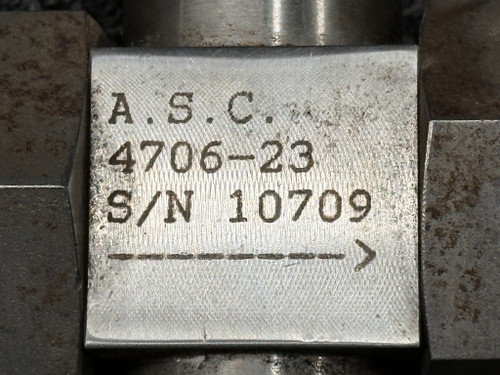 A.S.C.
4706-23
S/N 10709
-------->